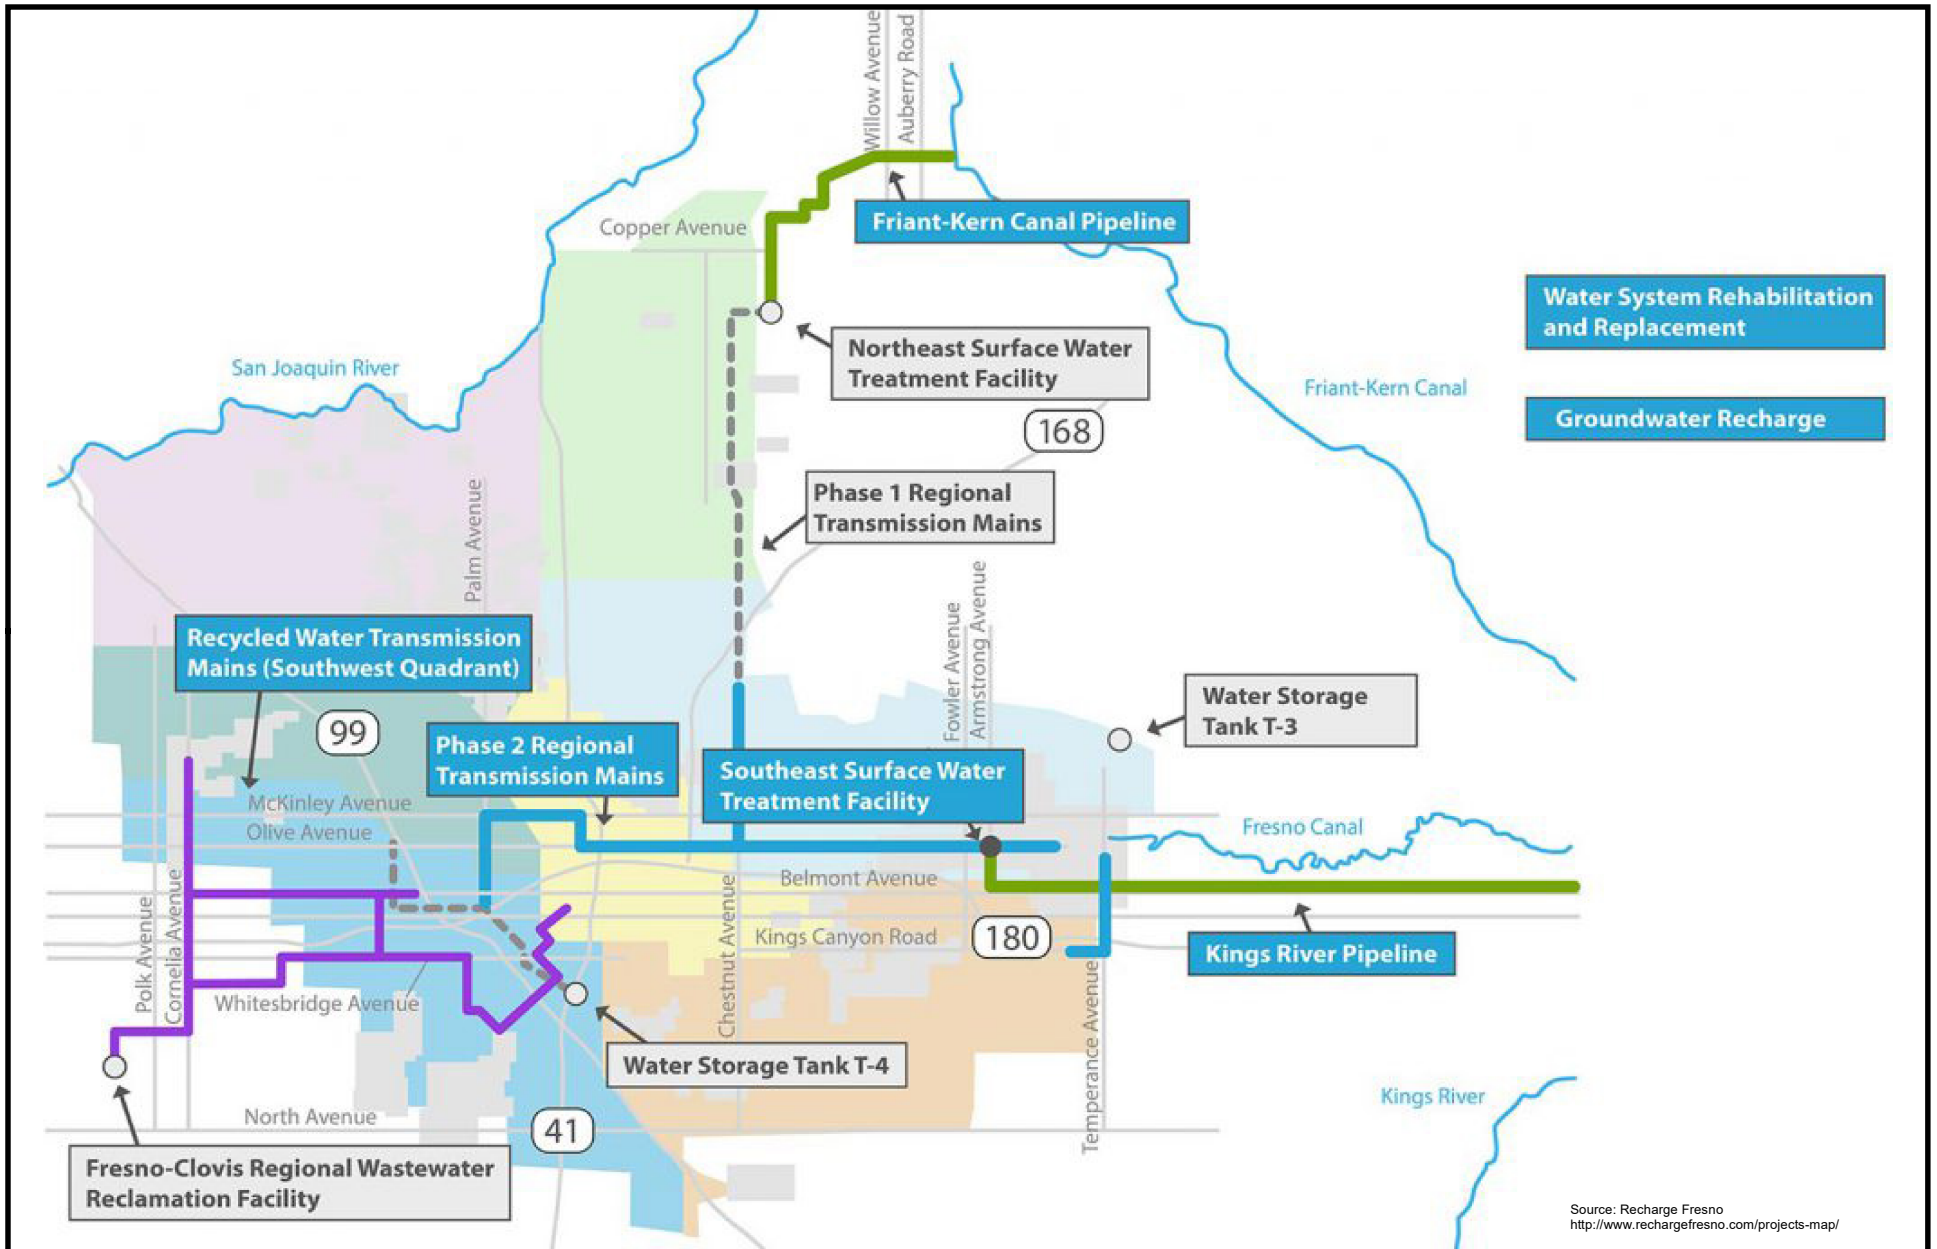 Willow Avenue
Auberry Road
Copper Avenue
Friant-Kern Canal Pipeline
Water System Rehabilitation
and Replacement
Northeast Surface Water
Treatment Facility
San Joaquin River
Friant-Kern Canal
Groundwater Recharge
168
Phase 1 Regional
Transmission Mains
Palm Avenue
Fowler Avenue
Armstrong Avenue
Recycled Water Transmission
Mains (Southwest Quadrant)
99
Phase 2 Regional
Transmission Mains
Water Storage
Tank T-3
Southeast Surface Water
Treatment Facility
McKinley Avenue
Olive Avenue
Fresno Canal
Belmont Avenue
Polk Avenue
Cornelia Avenue
Chestnut Avenue
Kings Canyon Road
180
Kings River Pipeline
Whitesbridge Avenue
Temperance Avenue
Water Storage Tank T-4
Kings River
North Avenue
41
Fresno-Clovis Regional Wastewater
Reclamation Facility
Source: Recharge Fresno
http://www.rechargefresno.com/projects-map/